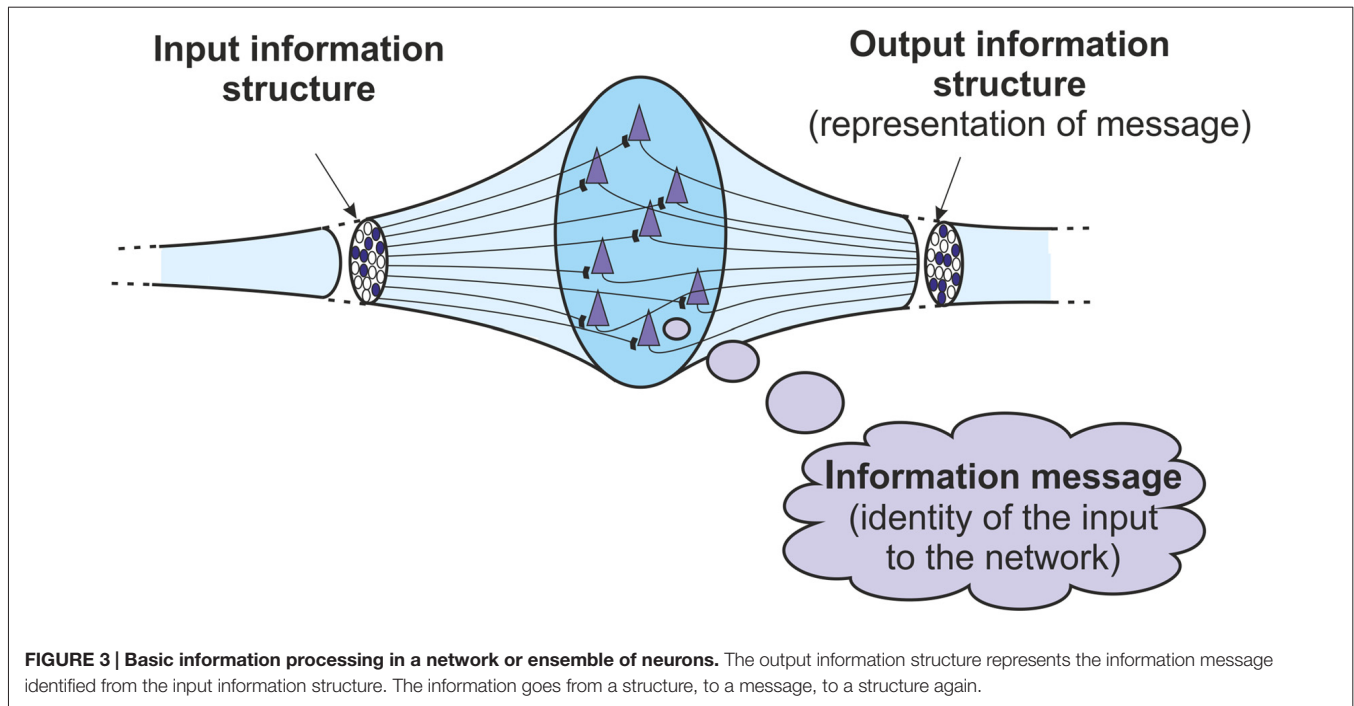 Input information
structure
Output information
structure
(representation of message)
Information message
(identity of the input
to the network)
FIGURE 3 | Basic information processing in a network or ensemble of neurons. The output information structure represents the information message
identified from the input information structure. The information goes from a structure, to a message, to a structure again.